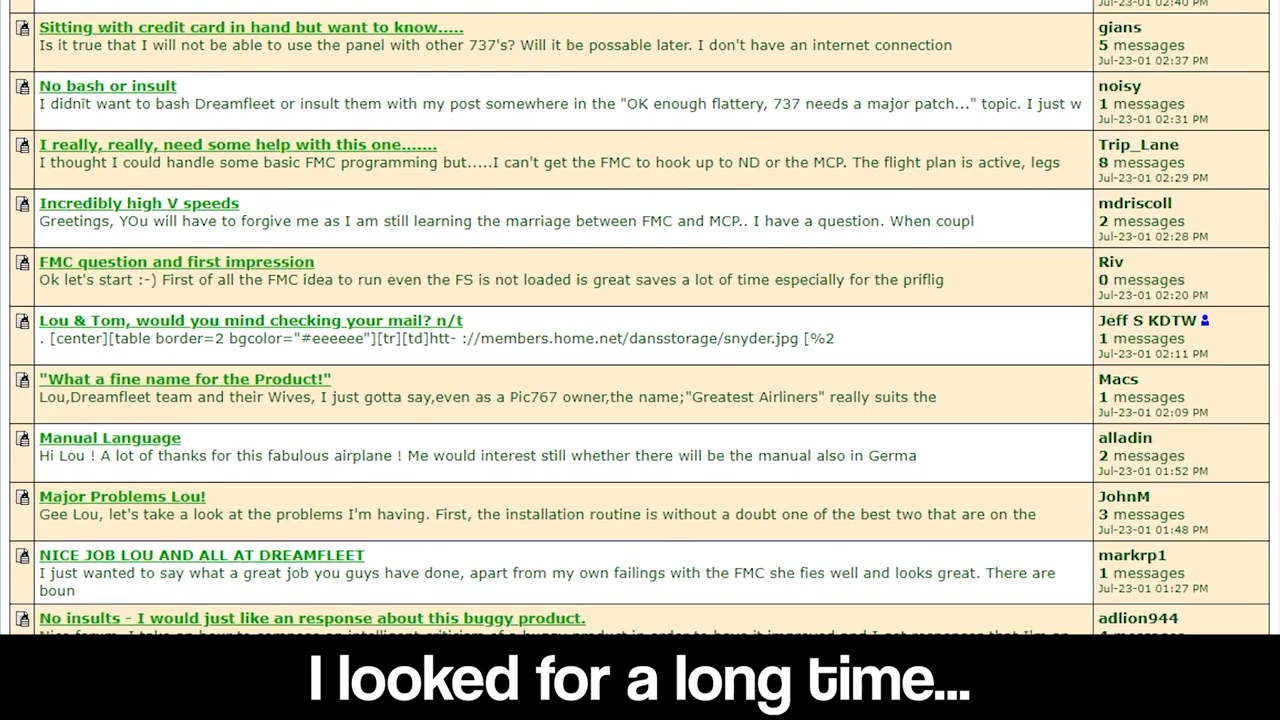 Jul-23-01 02:40 PM
Sitting with credit card in hand but want to know.....
Is it true that I will not be able to use the panel with other 737's? Will it be possable later. I don't have an internet connection
gians
5 messages
Jul-23-01 02:37 PM
No bash or insult
I didnït want to bash Dreamfleet or insult them with my post somewhere in the "OK enough flattery, 737 needs a major patch..." topic. I just w
noisy
1 messages
Jul-23-01 02:31 PM
I really, really, need some help with this one.......
I thought I could handle some basic FMC programming but.....I can't get the FMC to hook up to ND or the MCP. The flight plan is active, legs
Trip_Lane
8 messages
Jul-23-01 02:29 PM
Incredibly high V speeds
Greetings, YOu will have to forgive me as I am still learning the marriage between FMC and MCP.. I have a question. When coupl
mdriscoll
2 messages
Jul-23-01 02:28 PM
FMC question and first impression
Ok let's start :-) First of all the FMC idea to run even the FS is not loaded is great saves a lot of time especially for the priflig
Riv
0 messages
Jul-23-01 02:20 PM
Lou & Tom, would you mind checking your mail? n/t
. [center][table border=2 bgcolor="#eeeeee"][tr][td]htt- ://members.home.net/dansstorage/snyder.jpg [%2
Jeff S KDTW
1 messages
Jul-23-01 02:11 PM
"What a fine name for the Product!"
Lou,Dreamfleet team and their Wives, I just gotta say,even as a Pic767 owner,the name;"Greatest Airliners" really suits the
Macs
1 messages
Jul-23-01 02:09 PM
Manual Language
Hi Lou ! A lot of thanks for this fabulous airplane ! Me would interest still whether there will be the manual also in Germa
alladin
2 messages
Jul-23-01 01:52 PM
Major Problems Lou!
Gee Lou, let's take a look at the problems I'm having. First, the installation routine is without a doubt one of the best two that are on the
JohnM
3 messages
Jul-23-01 01:48 PM
NICE JOB LOU AND ALL AT DREAMFLEET
I just wanted to say what a great job you guys have done, apart from my own failings with the FMC she fies well and looks great. There are
boun
markrp1
1 messages
Jul-23-01 01:27 PM
No insults - I would just like an response about this buggy product.
adlion944
I looked for a long time...